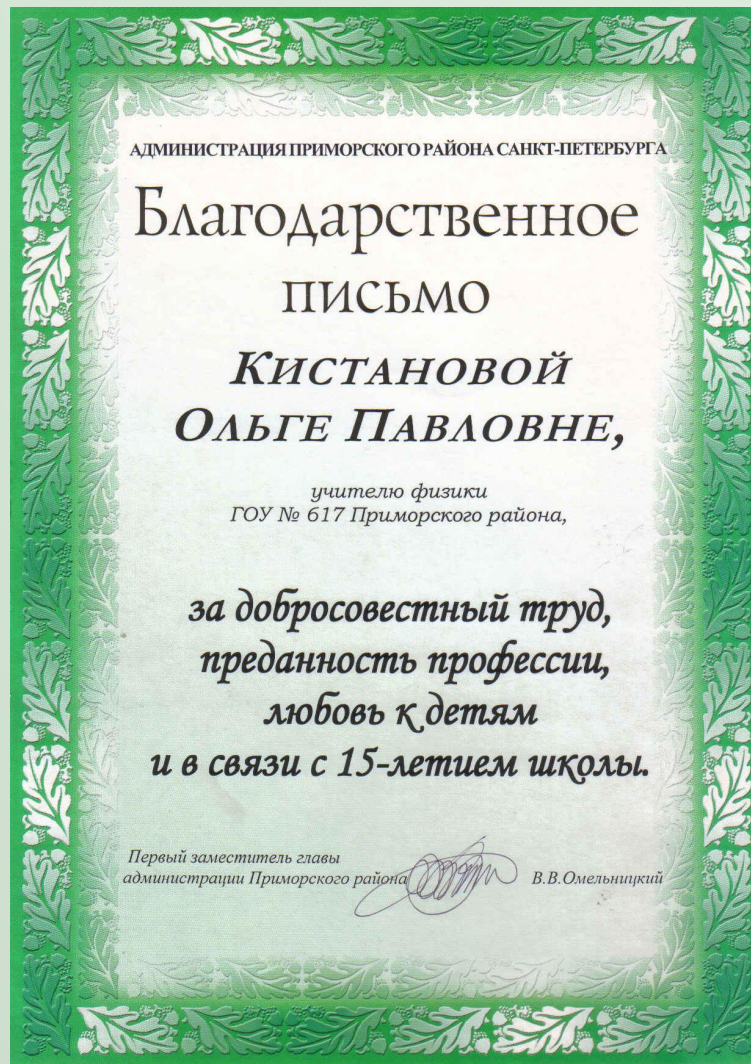 АДМИНИСТРАЦИЯ ПРИМОРСКОГО РАЙОНА САНКТ-ПЕТЕРБУРГА
Благодарственное
письмо
Кистановой
Ольге Павловне,
учителю физики
ГОУ № 617 Приморского района,
за добросовестный труд,
преданность профессии,
любовь к детям
и в связи с 15-летием школы.
Первый заместитель главы
администрации Приморского района В.В.Омельницкий